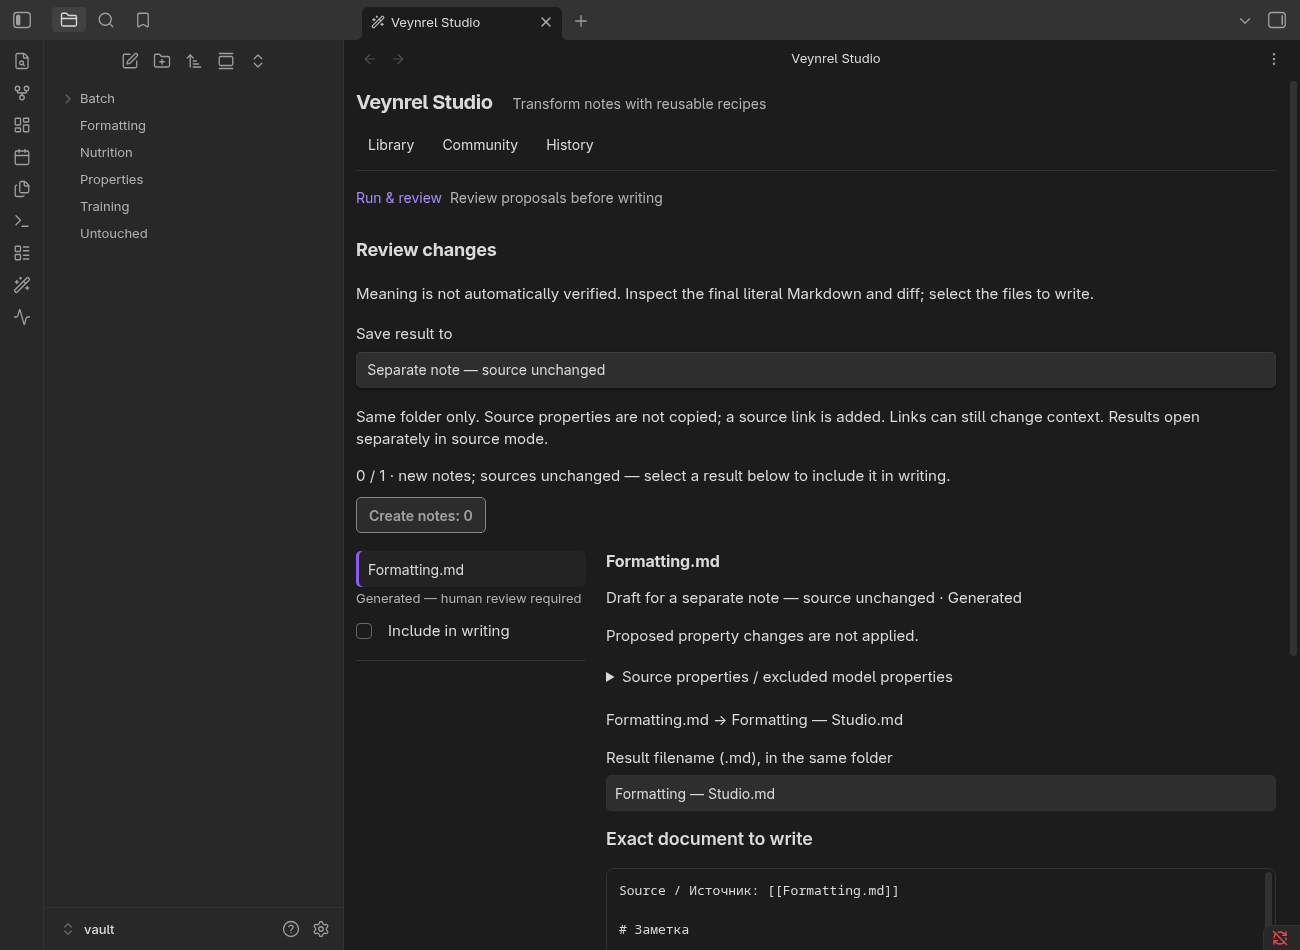 Veynrel Studio
Veynrel Studio
Batch
Formatting
Nutrition
Properties
Training
Untouched
vault
Veynrel Studio Transform notes with reusable recipes
Library Community History
Run & review Review proposals before writing
Review changes
Meaning is not automatically verified. Inspect the final literal Markdown and diff; select the files to write.
Save result to
Separate note — source unchanged
Same folder only. Source properties are not copied; a source link is added. Links can still change context. Results open
separately in source mode.
0 / 1 · new notes; sources unchanged — select a result below to include it in writing.
Create notes: 0
Formatting.md
Generated — human review required
Include in writing
Formatting.md
Draft for a separate note — source unchanged · Generated
Proposed property changes are not applied.
Source properties / excluded model properties
Formatting.md → Formatting — Studio.md
Result filename (.md), in the same folder
Formatting — Studio.md
Exact document to write
Source / Источник: [[Formatting.md]]
# Заметка